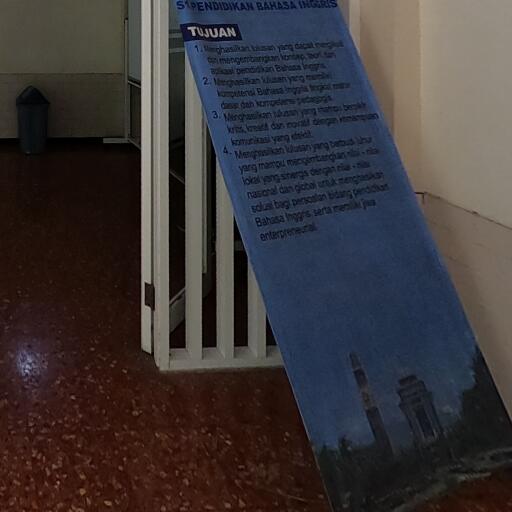 S1 PENDIDIKAN BAHASA INGGRIS
TUJUAN
1. Menghasilkan lulusan yang dapat mengikuti
dan mengembangkan konsep, teori dan
aplikasi pendidikan Bahasa Inggris.
2. Menghasilkan lulusan yang memiliki
kompetensi Bahasa Inggris tingkat mahir
dasar dan kompetensi pedagogis.
3. Menghasilkan lulusan yang mampu berpikir
kritis, kreatif dan inovatif dengan kemampuan
komunikasi yang efektif.
4. Menghasilkan lulusan yang berbudi luhur
yang mampu mengembangkan nilai - nilai
lokal yang sinergis dengan nilai - nilai
nasional dan global untuk menghasilkan
solusi bagi persoalan bidang pendidikan
Bahasa Inggris serta memiliki jiwa
enterpreneurial.